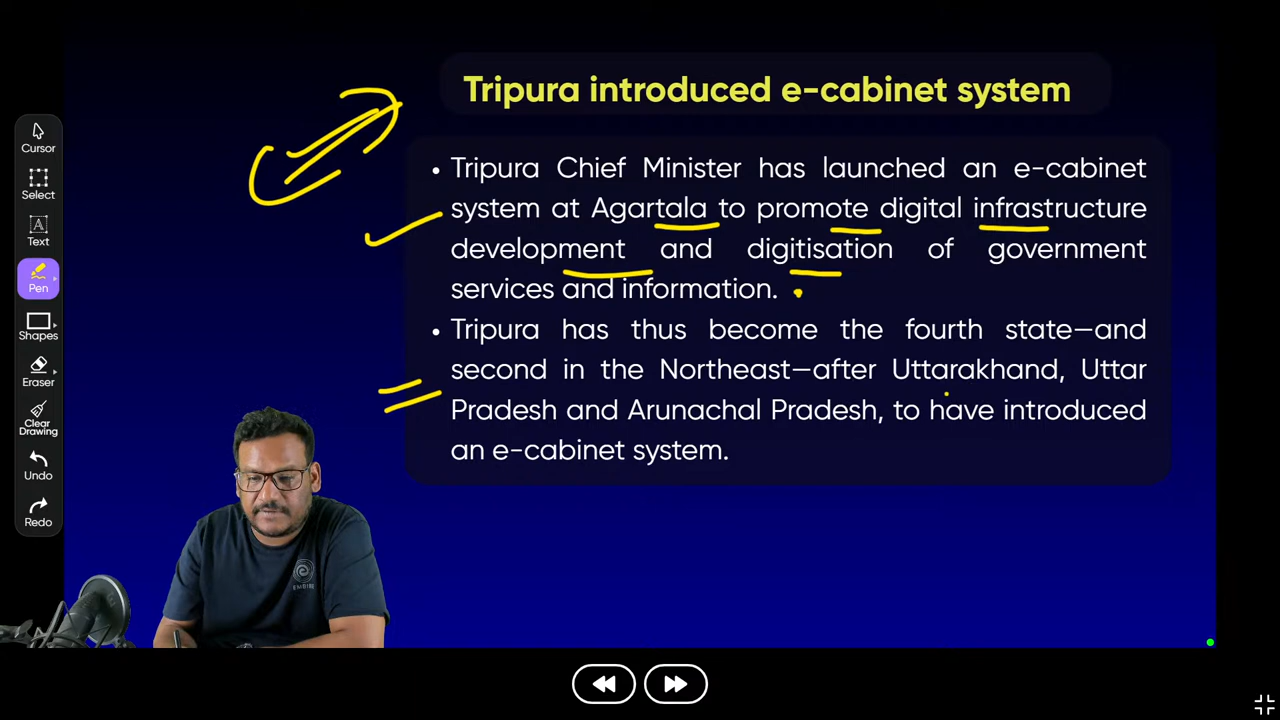 Tripura introduced e-cabinet system
Cursor
Select
Text
Pen
Shapes
Eraser
Clear
Drawing
Undo
Redo
• Tripura Chief Minister has launched an e-cabinet
system at Agartala to promote digital infrastructure
development and digitisation of government
services and information.
• Tripura has thus become the fourth state—and
second in the Northeast—after Uttarakhand, Uttar
Pradesh and Arunachal Pradesh, to have introduced
an e-cabinet system.